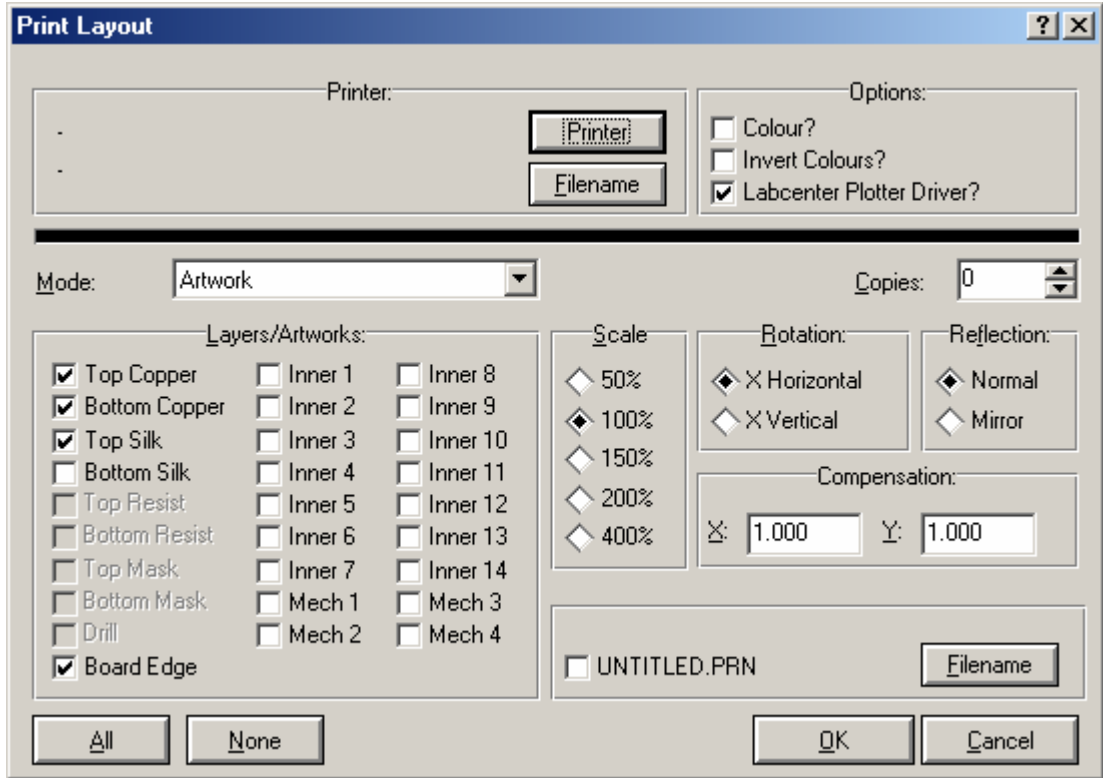 Print Layout
Printer:
-
Printer
-
Filename
Options:
Colour?
Invert Colours?
Labcenter Plotter Driver?
Mode:
Artwork
Copies:
0
Layers/Artworks:
Top Copper
Bottom Copper
Top Silk
Bottom Silk
Top Resist
Bottom Resist
Top Mask
Bottom Mask
Drill
Board Edge
Inner 1
Inner 2
Inner 3
Inner 4
Inner 5
Inner 6
Inner 7
Mech 1
Mech 2
Inner 8
Inner 9
Inner 10
Inner 11
Inner 12
Inner 13
Inner 14
Mech 3
Mech 4
Scale
50%
100%
150%
200%
400%
Rotation:
X Horizontal
X Vertical
Reflection:
Normal
Mirror
Compensation:
X: 1.000 Y: 1.000
UNTITLED.PRN
Filename
All
None
OK
Cancel